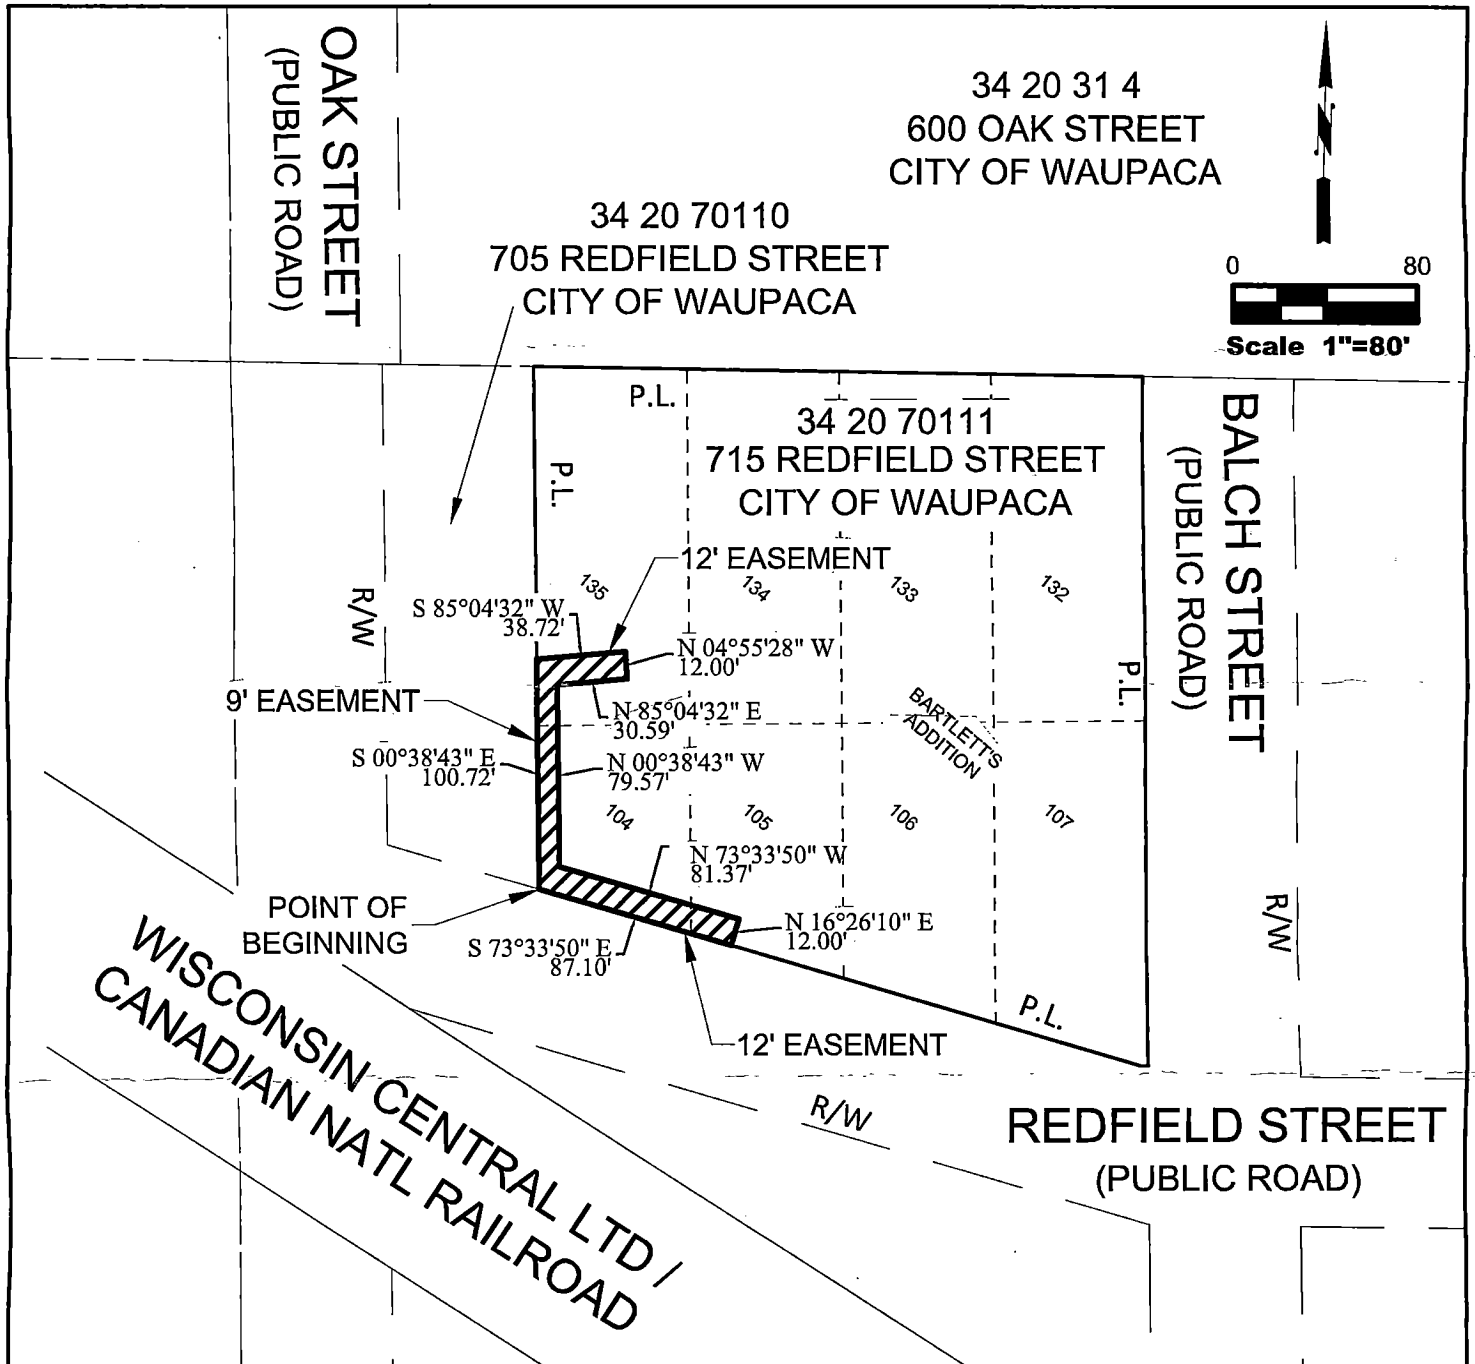 OAK STREET
(PUBLIC ROAD)
34 20 31 4
600 OAK STREET
CITY OF WAUPACA
N
34 20 70110
705 REDFIELD STREET
CITY OF WAUPACA
0 80
Scale 1"=80'
P.L.
34 20 70111
715 REDFIELD STREET
CITY OF WAUPACA
P.L.
BALCH STREET
(PUBLIC ROAD)
12' EASEMENT
135
134
133
132
R/W
S 85°04'32" W
38.72'
N 04°55'28" W
12.00'
P.L.
9' EASEMENT
N 85°04'32" E
30.59'
BARTLETT'S
ADDITION
S 00°38'43" E
100.72'
N 00°38'43" W
79.57'
104
105
106
107
N 73°33'50" W
81.37'
POINT OF
BEGINNING
N 16°26'10" E
12.00'
R/W
S 73°33'50" E
87.10'
P.L.
12' EASEMENT
WISCONSIN CENTRAL LTD /
CANADIAN NATL RAILROAD
R/W
REDFIELD STREET
(PUBLIC ROAD)